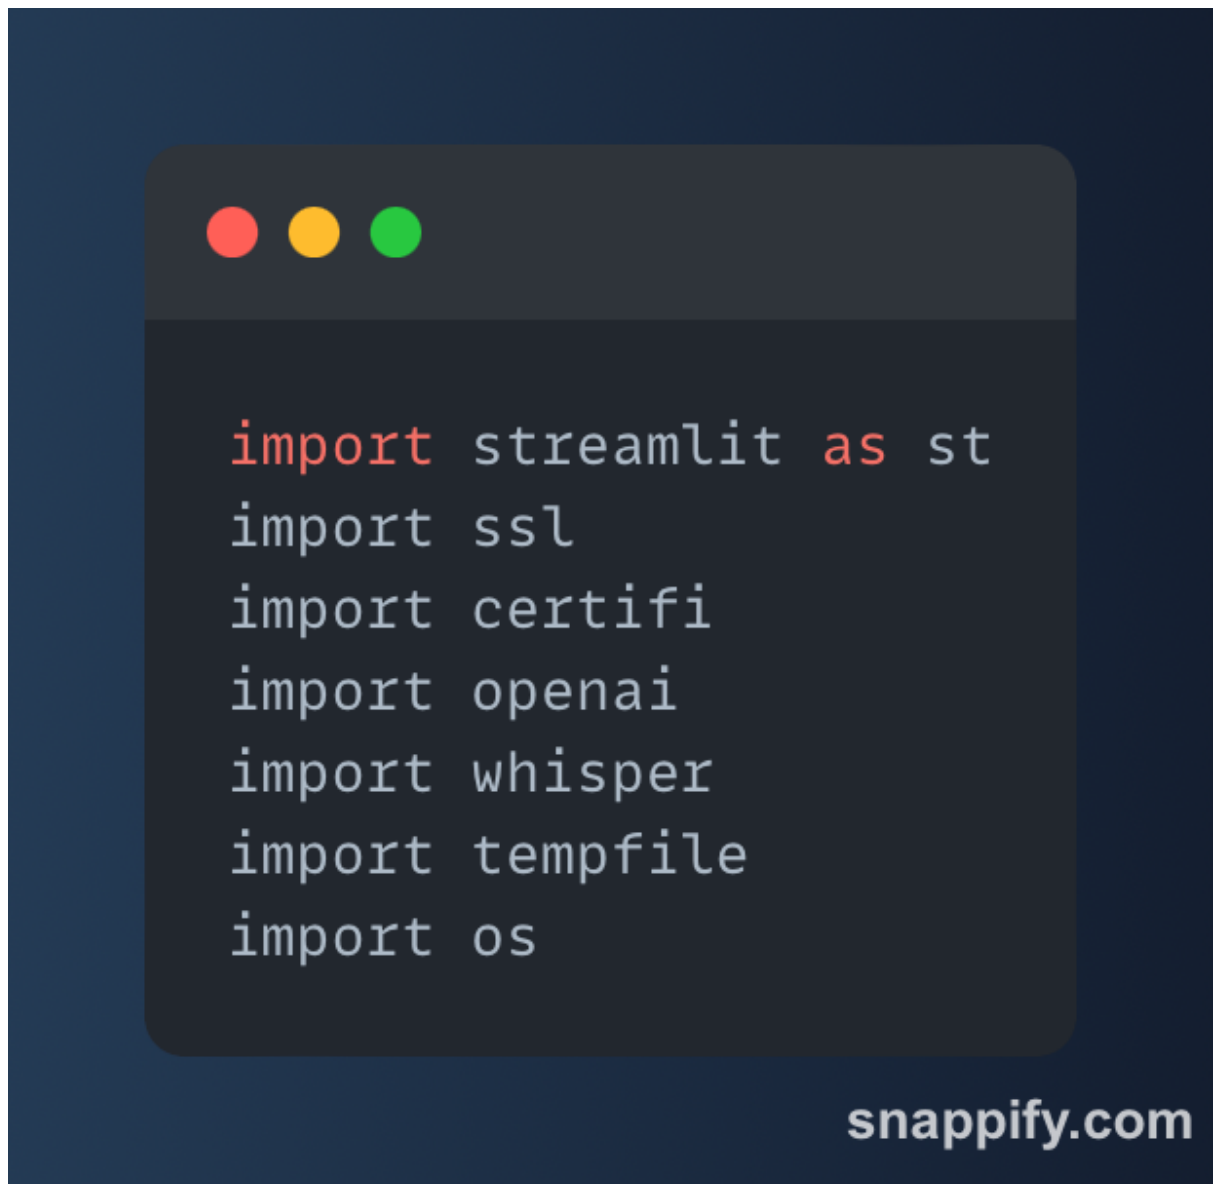 import streamlit as st
import ssl
import certifi
import openai
import whisper
import tempfile
import os
snappify.com